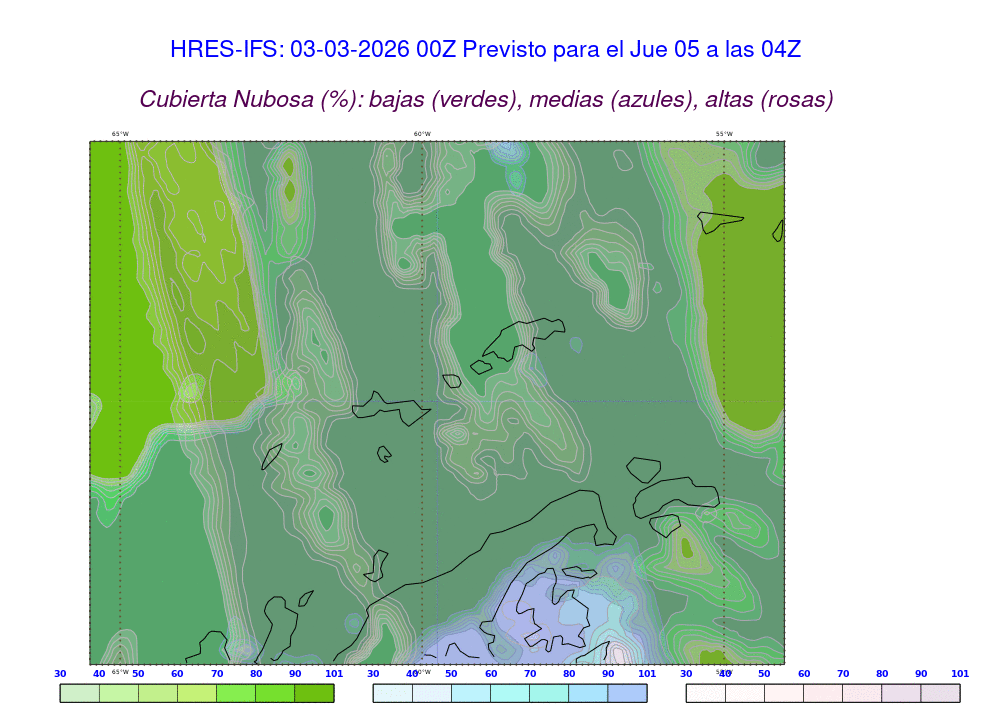 HRES-IFS: 03-03-2026 00Z Previsto para el Jue 05 a las 04Z
Cubierta Nubosa (%): bajas (verdes), medias (azules), altas (rosas)
65°W 60°W 55°W
30 40 50 60 70 80 90 101 30 40 50 60 70 80 90 101 30 40 50 60 70 80 90 101
65°W 60°W